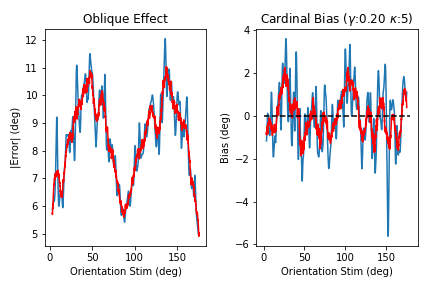 Oblique Effect
|Error| (deg)
12
11
10
9
8
7
6
5
0 50 100 150
Orientation Stim (deg)
Cardinal Bias (γ:0.20 κ:5)
Bias (deg)
4
2
0
−2
−4
−6
0 50 100 150
Orientation Stim (deg)